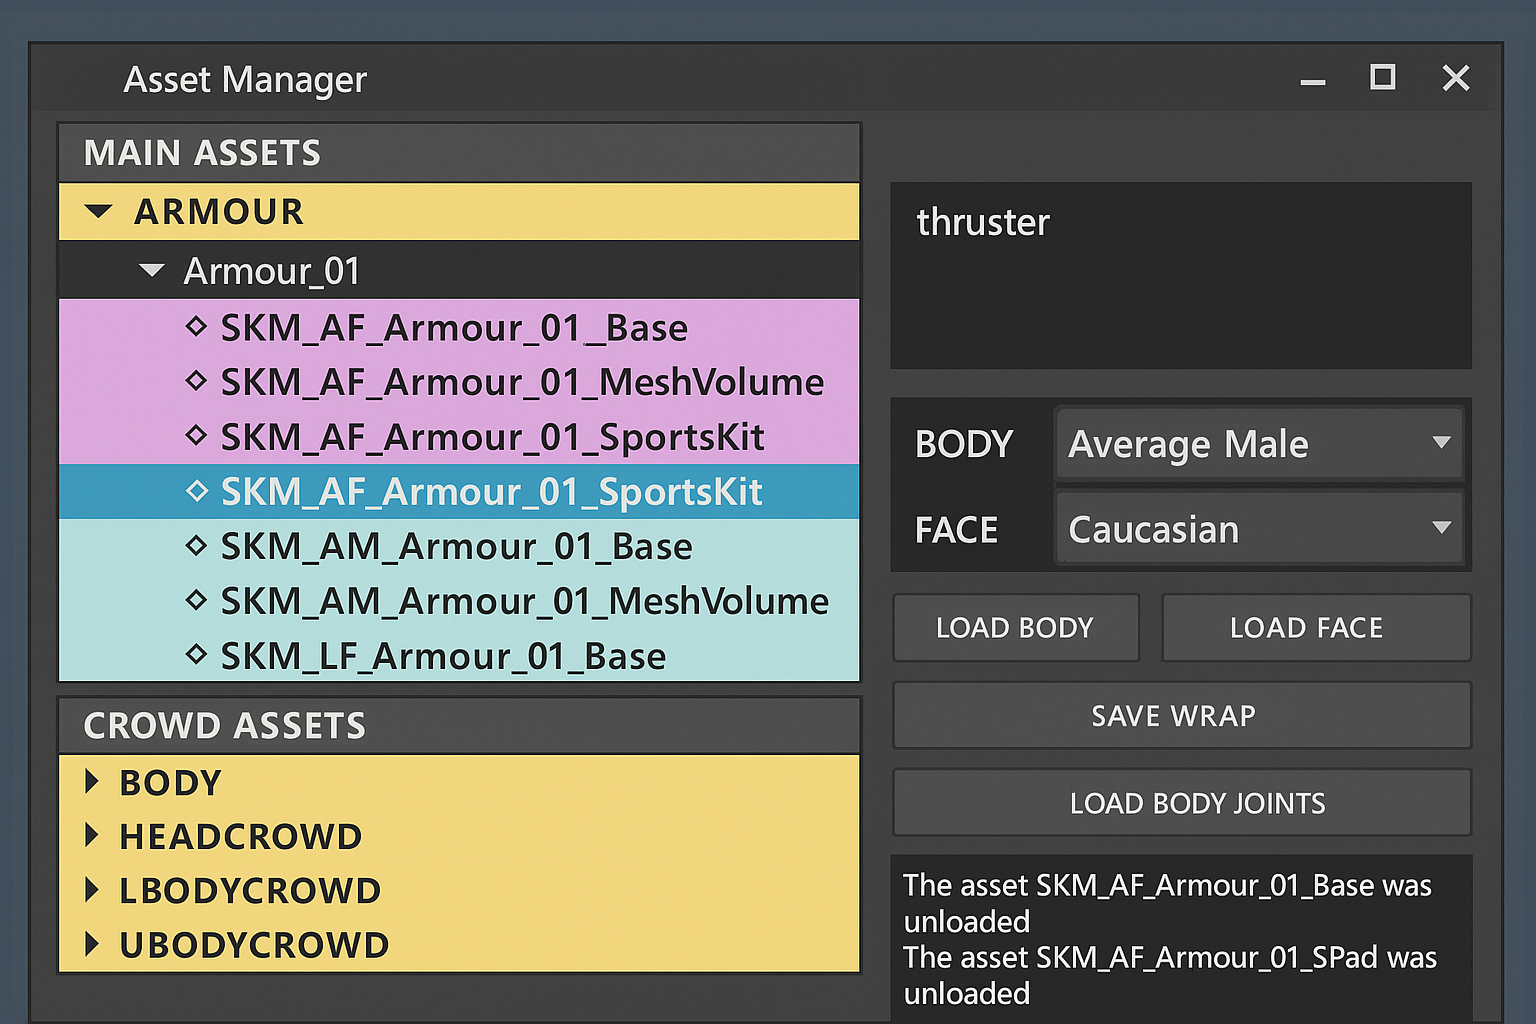 Asset Manager
MAIN ASSETS
ARMOUR
Armour_01
SKM_AF_Armour_01_Base
SKM_AF_Armour_01_MeshVolume
SKM_AF_Armour_01_SportsKit
SKM_AF_Armour_01_SportsKit
SKM_AM_Armour_01_Base
SKM_AM_Armour_01_MeshVolume
SKM_LF_Armour_01_Base
CROWD ASSETS
BODY
HEADCROWD
LBODYCROWD
UBODYCROWD
thruster
BODY Average Male
FACE Caucasian
LOAD BODY LOAD FACE
SAVE WRAP
LOAD BODY JOINTS
The asset SKM_AF_Armour_01_Base was
unloaded
The asset SKM_AF_Armour_01_SPad was
unloaded